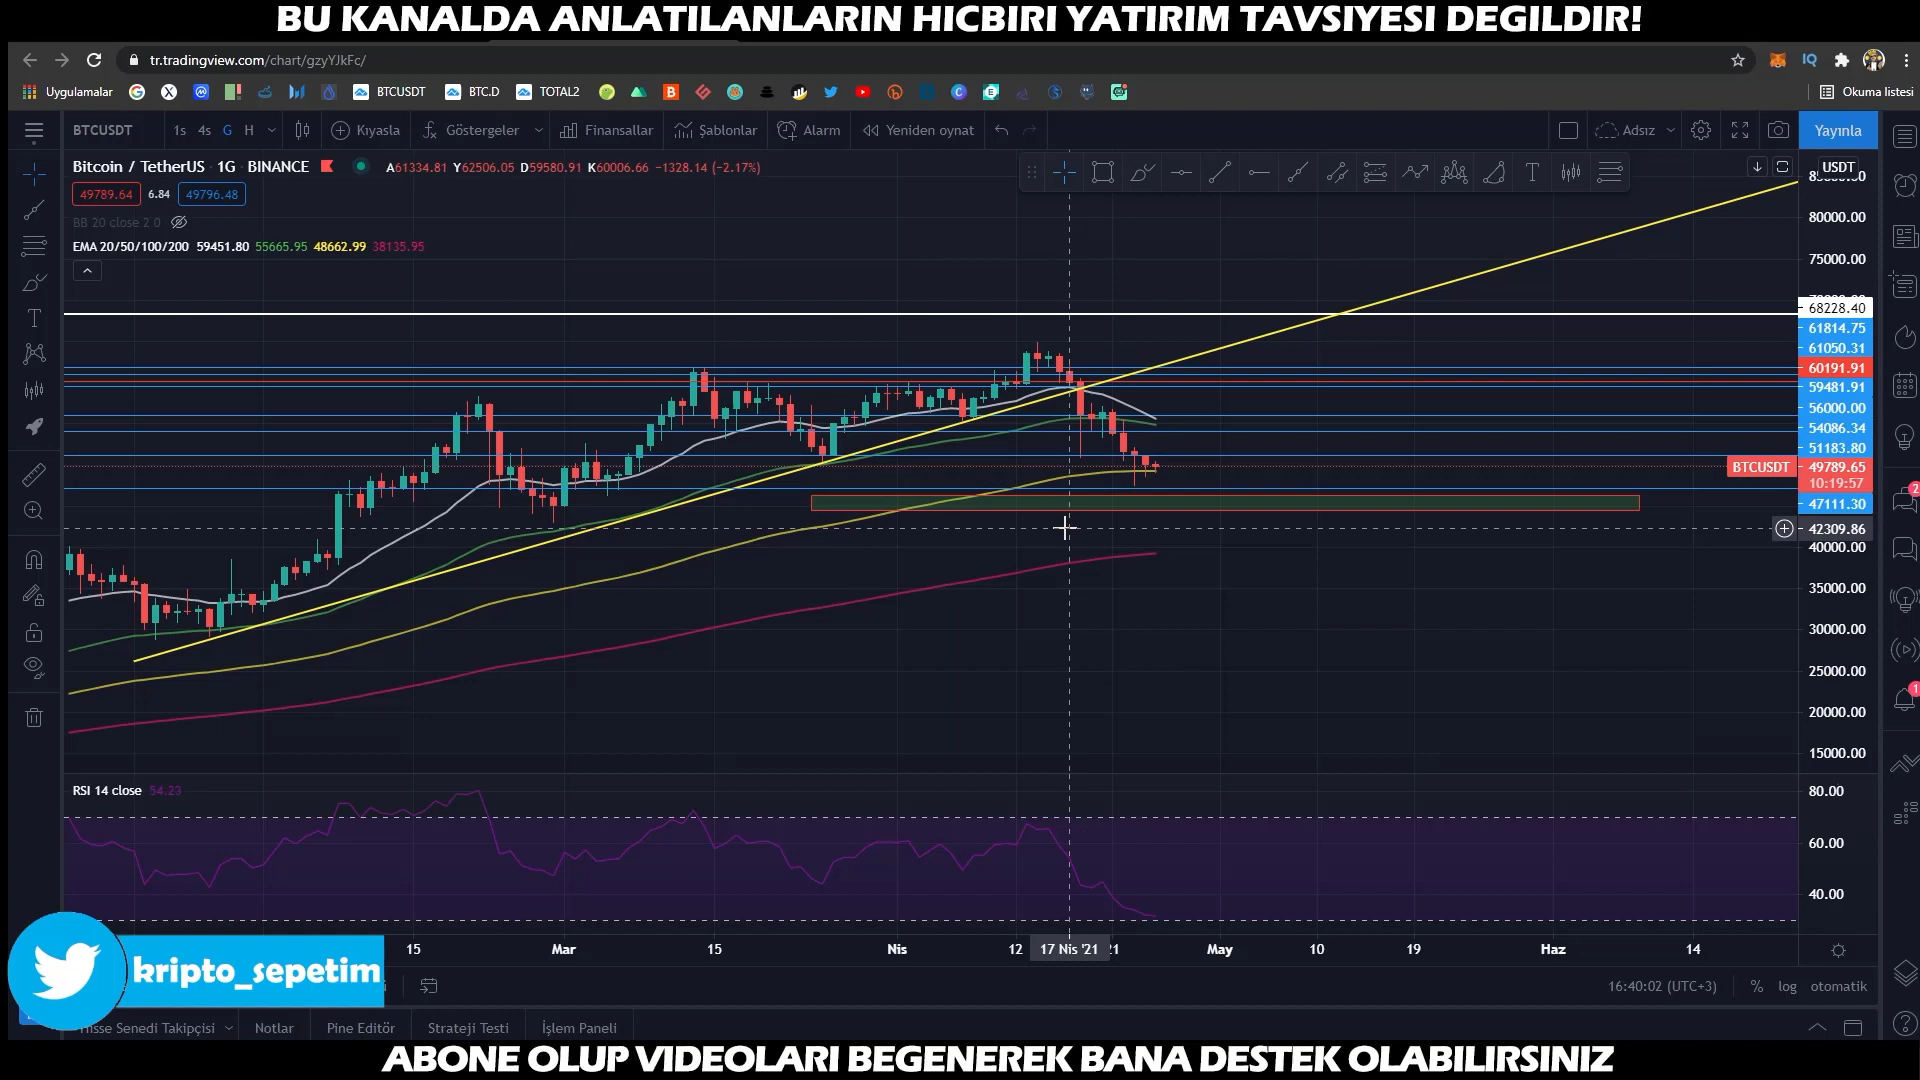 BU KANALDA ANLATILANLARIN HICBIRI YATIRIM TAVSIYESI DEGILDIR!
tr.tradingview.com/chart/gzyYJkFc/
Uygulamalar
BTCUSDT
BTC.D
TOTAL2
Okuma listesi
BTCUSDT 1s 4s G H
Kıyasla
Göstergeler
Finansallar
Şablonlar
Alarm
Yeniden oynat
Adsız
Yayınla
Bitcoin / TetherUS 1G BINANCE A61334.81 Y62506.05 D59580.91 K60006.66 −1328.14 (−2.17%)
USDT
49789.64 6.84 49796.48
BB 20 close 2 0
EMA 20/50/100/200 59451.80 55665.95 48662.99 38135.95
80000.00
75000.00
68228.40
61814.75
61050.31
60191.91
59481.91
56000.00
54086.34
51183.80
BTCUSDT 49789.65
10:19:57
47111.30
42309.86
40000.00
35000.00
30000.00
25000.00
20000.00
15000.00
RSI 14 close 54.23
80.00
60.00
40.00
15 Mar 15 Nis 12 17 Nis '21 May 10 19 Haz 14
kripto_sepetim
16:40:02 (UTC+3) % log otomatik
Hisse Senedi Takipçisi
Notlar
Pine Editör
Strateji Testi
İşlem Paneli
ABONE OLUP VIDEOLARI BEGENEREK BANA DESTEK OLABILIRSINIZ